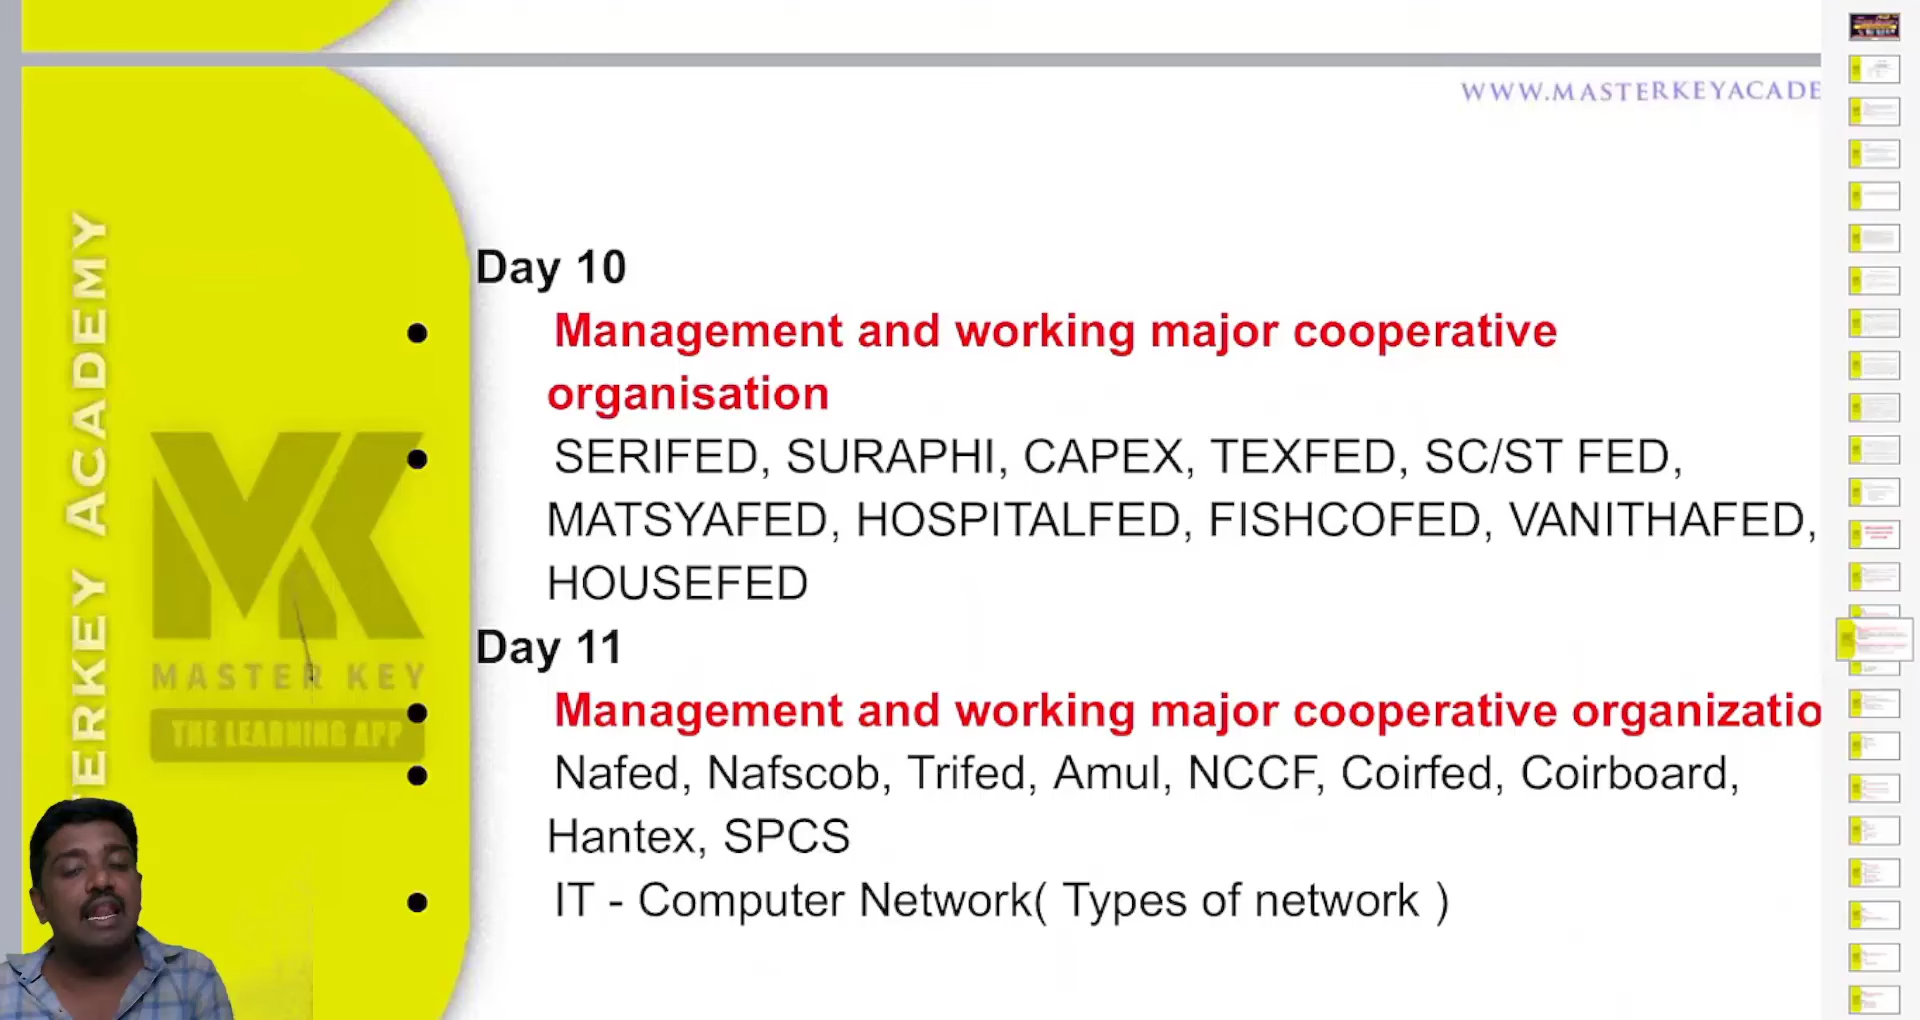 WWW.MASTERKEYACADE
Day 10
Management and working major cooperative
organisation
SERIFED, SURAPHI, CAPEX, TEXFED, SC/ST FED,
MATSYAFED, HOSPITALFED, FISHCOFED, VANITHAFED,
HOUSEFED
Day 11
Management and working major cooperative organizatio
Nafed, Nafscob, Trifed, Amul, NCCF, Coirfed, Coirboard,
Hantex, SPCS
IT - Computer Network( Types of network )
ERKEY ACADEMY
MK
MASTER KEY
THE LEARNING APP